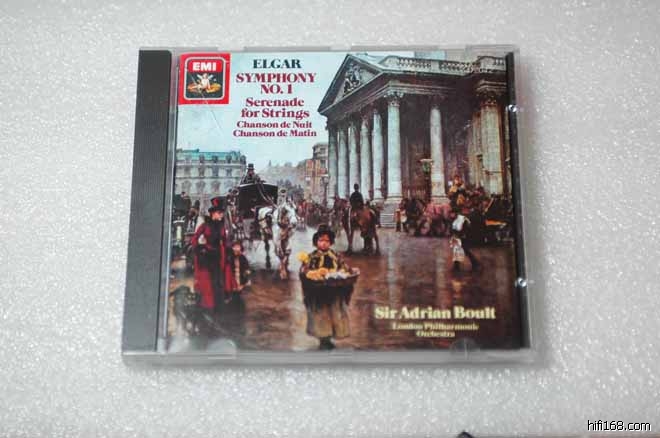 EMI
ELGAR
SYMPHONY
NO. 1
Serenade
for Strings
Chanson de Nuit
Chanson de Matin
Sir Adrian Boult
London Philharmonic
Orchestra
hifi168.com